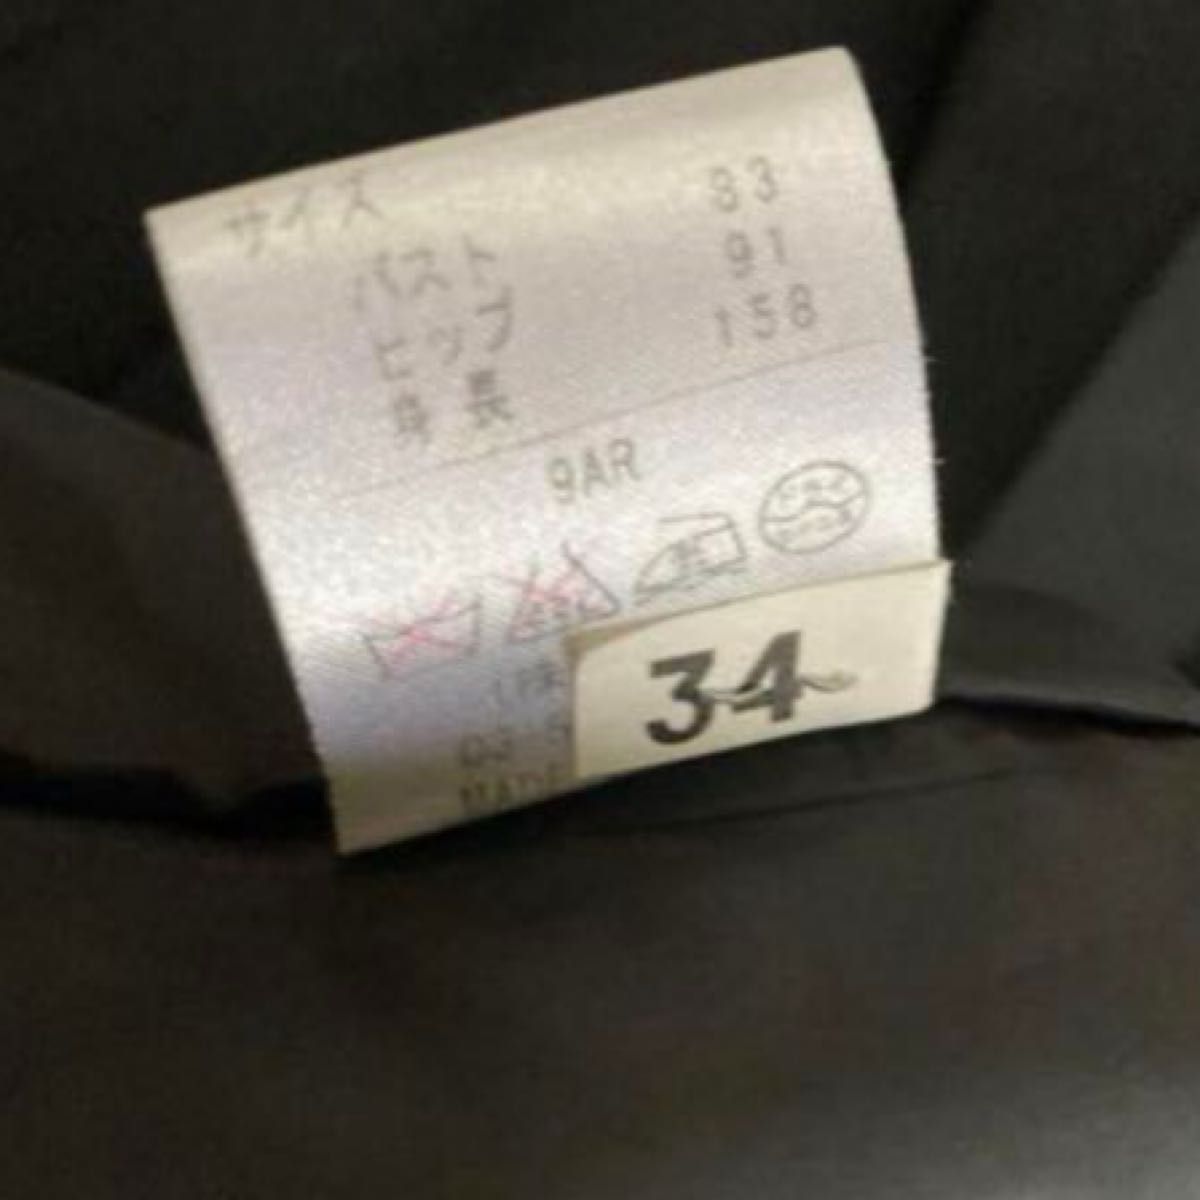 サイズ
バスト 83
ヒップ 91
身長 158
9AR
34